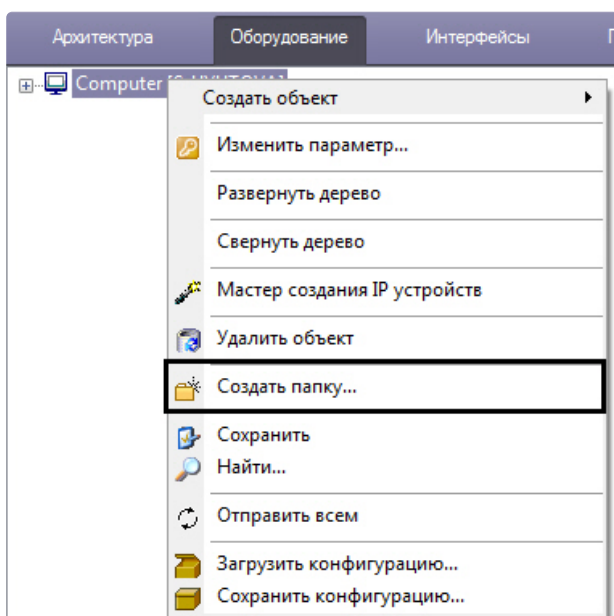 Архитектура Оборудование Интерфейсы
Computer
Создать объект
Изменить параметр...
Развернуть дерево
Свернуть дерево
Мастер создания IP устройств
Удалить объект
Создать папку...
Сохранить
Найти...
Отправить всем
Загрузить конфигурацию...
Сохранить конфигурацию...